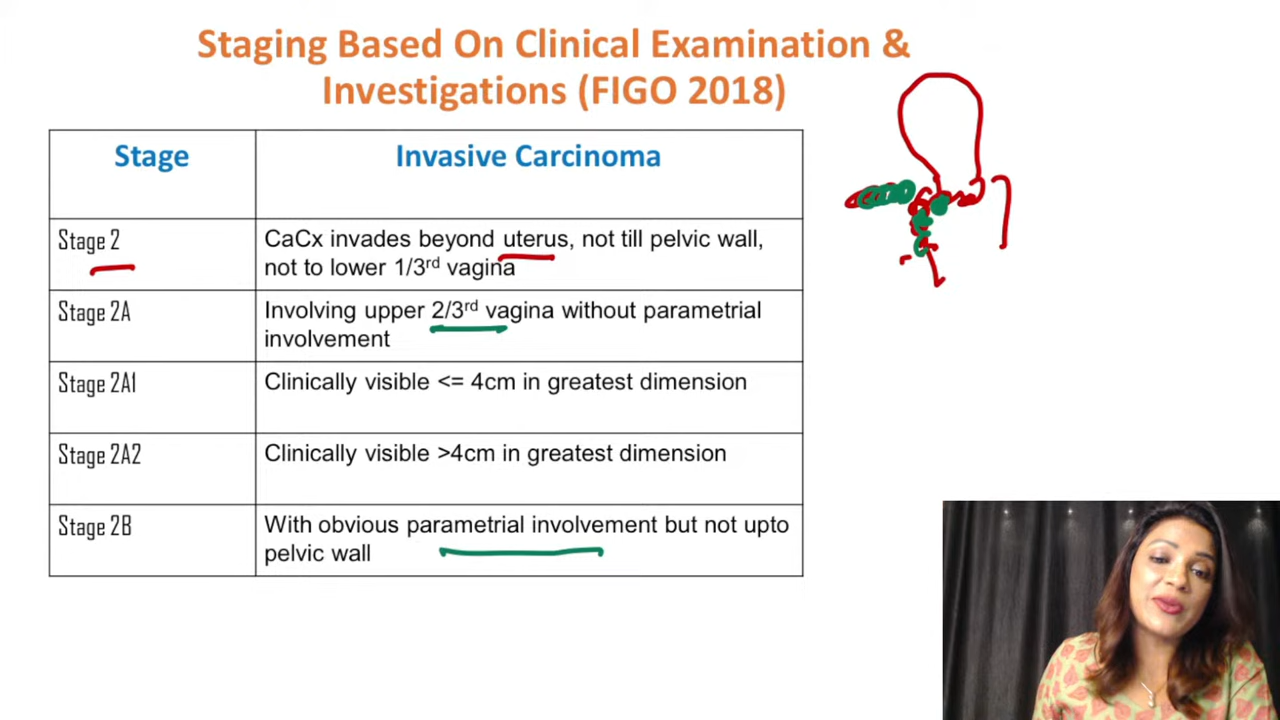 Staging Based On Clinical Examination &
Investigations (FIGO 2018)
Stage
Invasive Carcinoma
Stage 2
CaCx invades beyond uterus, not till pelvic wall,
not to lower 1/3rd vagina
Stage 2A
Involving upper 2/3rd vagina without parametrial
involvement
Stage 2A1
Clinically visible <= 4cm in greatest dimension
Stage 2A2
Clinically visible >4cm in greatest dimension
Stage 2B
With obvious parametrial involvement but not upto
pelvic wall